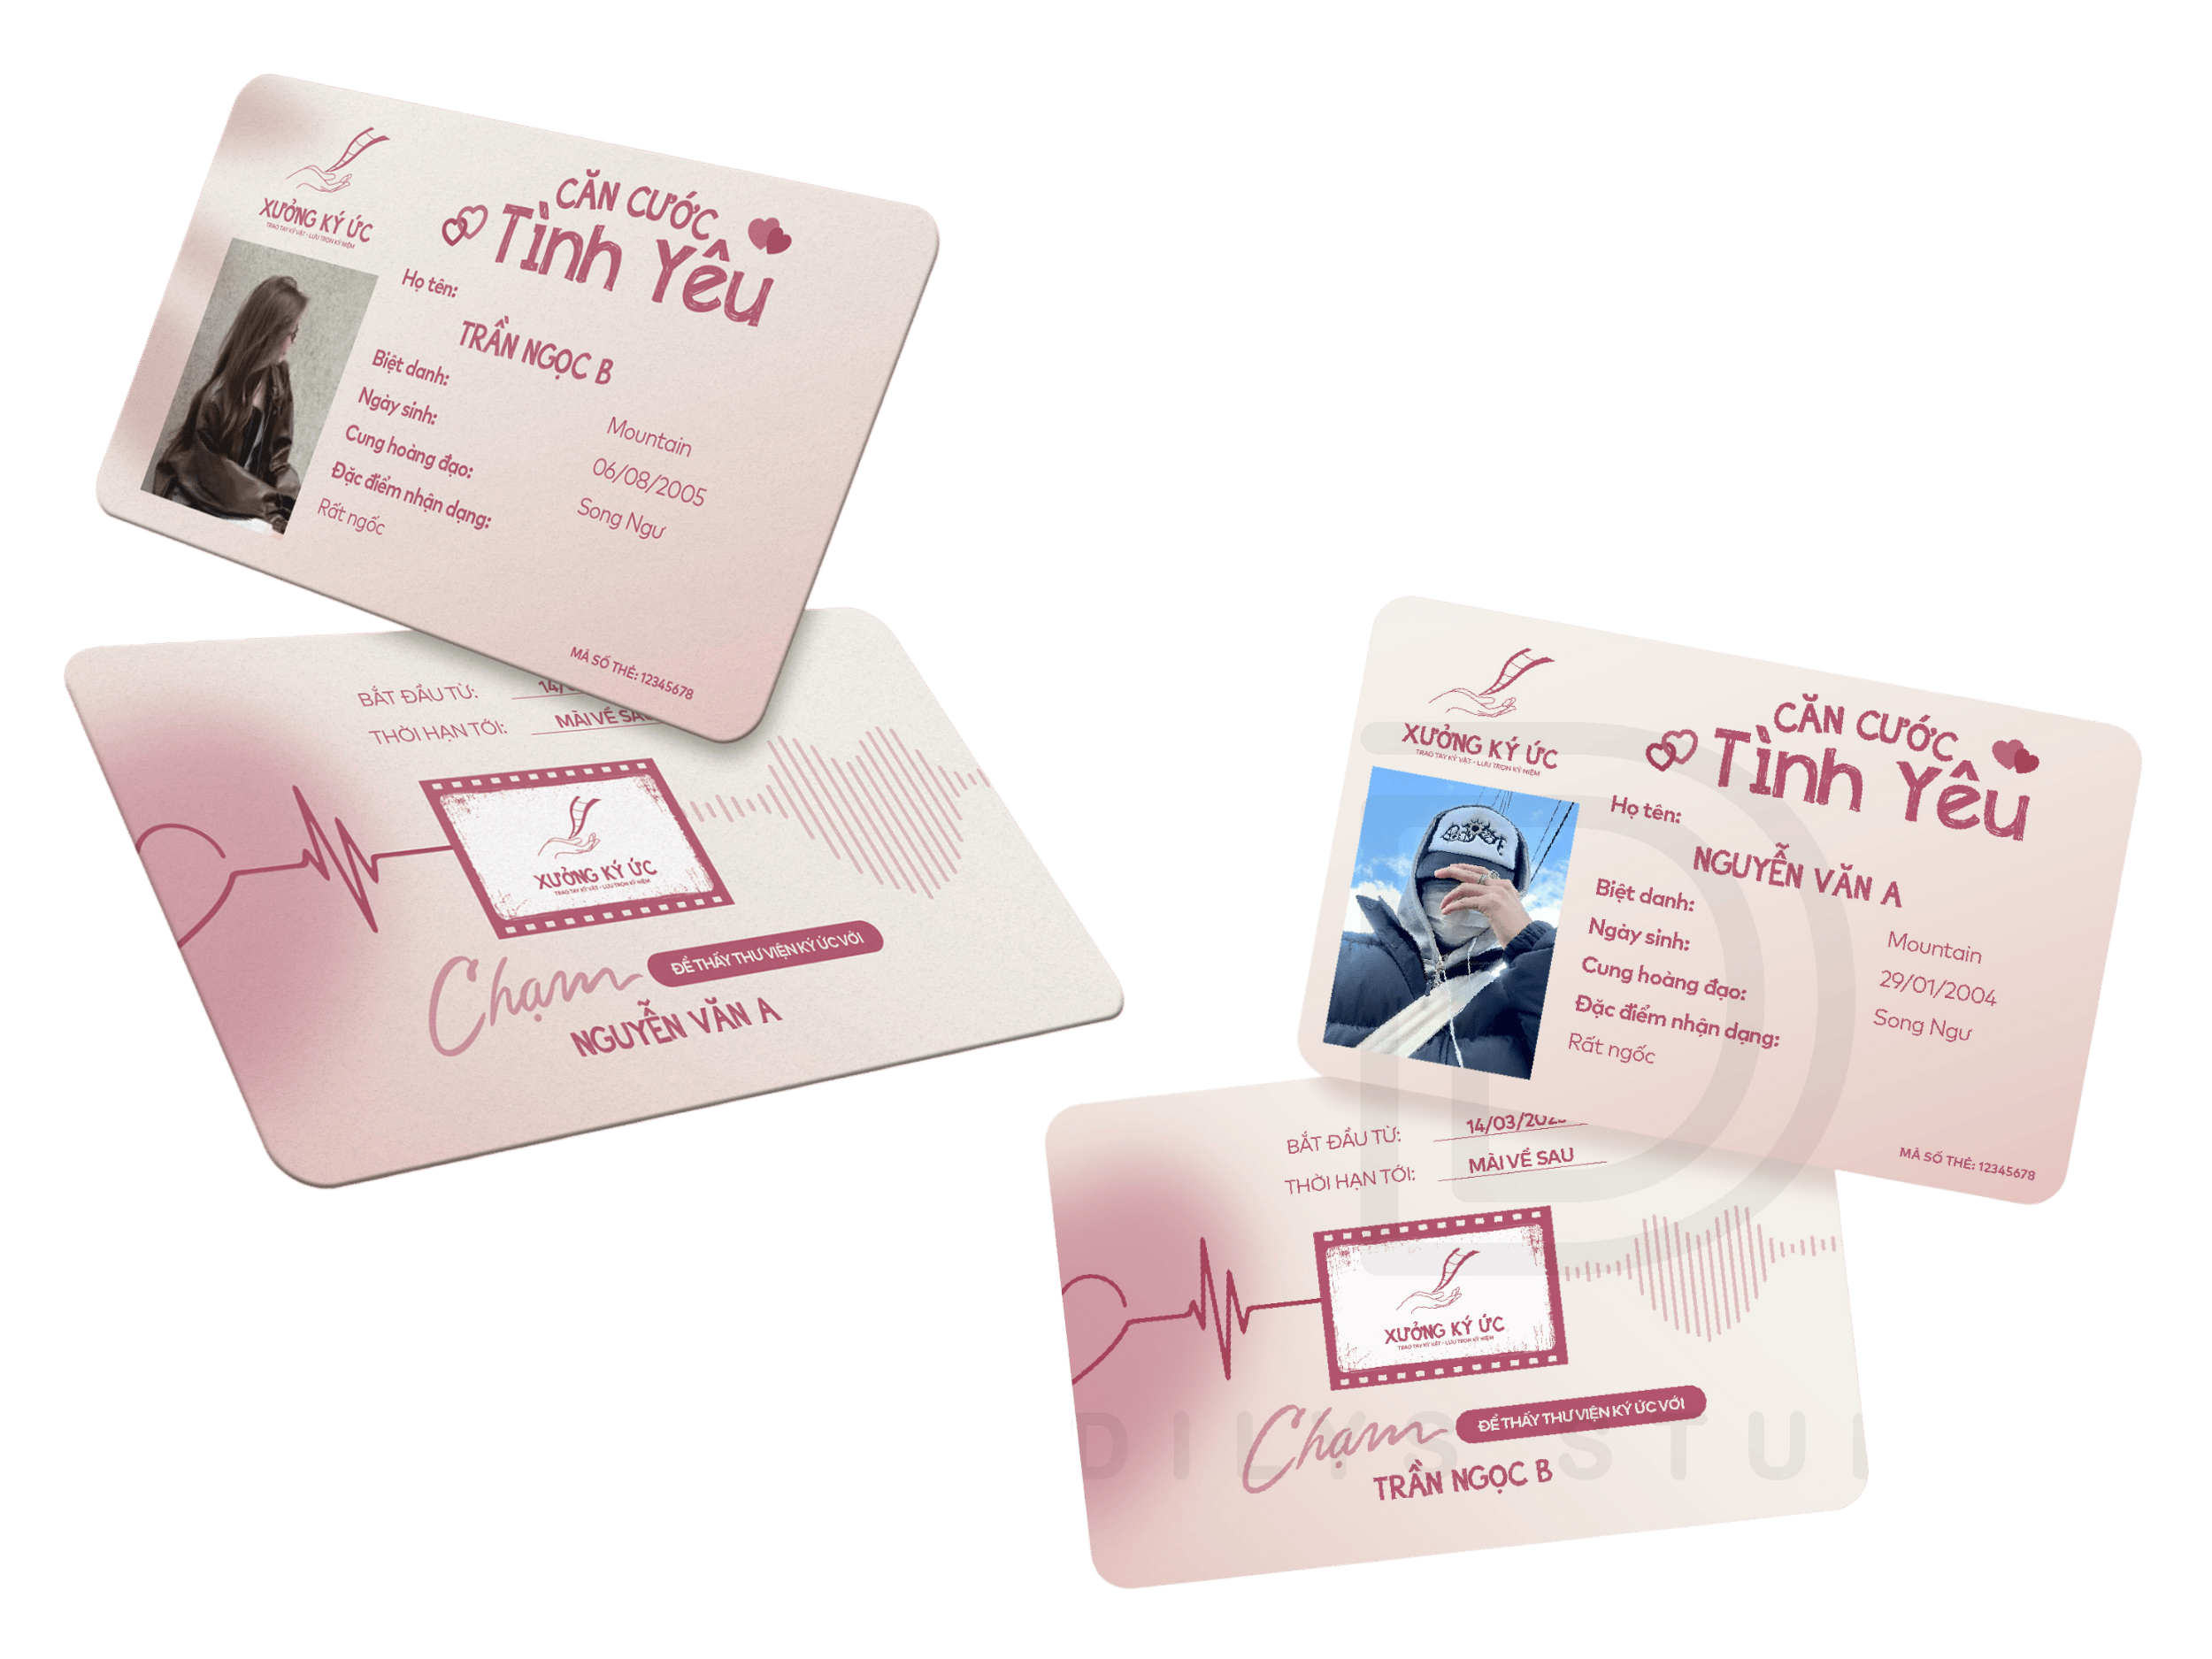 XƯỞNG KÝ ỨC
TRAO TAY KỶ VẬT - LƯU TRỌN KỶ NIỆM
CĂN CƯỚC
Tình Yêu
Họ tên:
TRẦN NGỌC B
Biệt danh:
Mountain
Ngày sinh:
06/08/2005
Cung hoàng đạo:
Song Ngư
Đặc điểm nhận dạng:
Rất ngốc
MÃ SỐ THẺ: 12345678
BẮT ĐẦU TỪ: 14/
THỜI HẠN TỚI: MÃI VỀ SAU
XƯỞNG KÝ ỨC
TRAO TAY KỶ VẬT - LƯU TRỌN KỶ NIỆM
Chạm ĐỂ THẤY THƯ VIỆN KÝ ỨC VỚI
NGUYỄN VĂN A
XƯỞNG KÝ ỨC
TRAO TAY KỶ VẬT - LƯU TRỌN KỶ NIỆM
CĂN CƯỚC
Tình Yêu
Họ tên:
NGUYỄN VĂN A
Biệt danh:
Mountain
Ngày sinh:
29/01/2004
Cung hoàng đạo:
Song Ngư
Đặc điểm nhận dạng:
Rất ngốc
MÃ SỐ THẺ: 12345678
BẮT ĐẦU TỪ: 14/03/202
THỜI HẠN TỚI: MÃI VỀ SAU
XƯỞNG KÝ ỨC
TRAO TAY KỶ VẬT - LƯU TRỌN KỶ NIỆM
Chạm ĐỂ THẤY THƯ VIỆN KÝ ỨC VỚI
TRẦN NGỌC B
DILYS STU